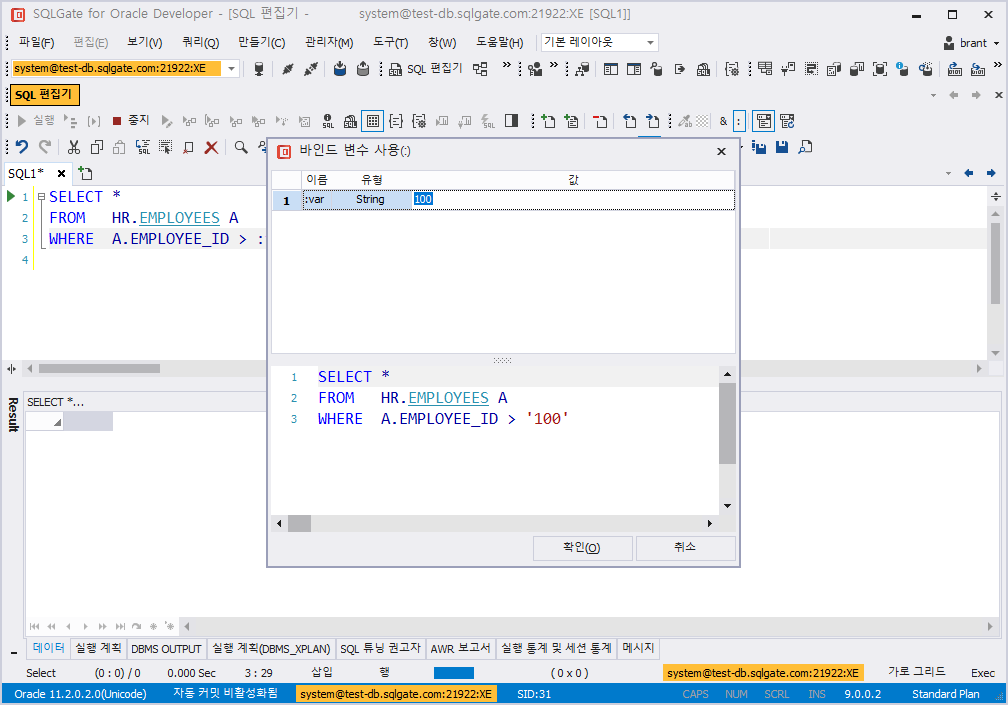 SQLGate for Oracle Developer - [SQL 편집기 - system@test-db.sqlgate.com:21922:XE [SQL1]]
파일(F) 편집(E) 보기(V) 쿼리(Q) 만들기(C) 관리자(M) 도구(T) 창(W) 도움말(H) 기본 레이아웃 brant
system@test-db.sqlgate.com:21922:XE SQL 편집기
SQL 편집기
실행 중지 &
SQL1*
1 SELECT *
2 FROM HR.EMPLOYEES A
3 WHERE A.EMPLOYEE_ID > :
4
바인드 변수 사용(:)
이름 유형 값
1 :var String 100
1 SELECT *
2 FROM HR.EMPLOYEES A
3 WHERE A.EMPLOYEE_ID > '100'
확인(O) 취소
Result
SELECT *...
데이터 실행 계획 DBMS OUTPUT 실행 계획(DBMS_XPLAN) SQL 튜닝 권고자 AWR 보고서 실행 통계 및 세션 통계 메시지
Select (0 : 0) / 0 0.000 Sec 3 : 29 삽입 행 ( 0 x 0 ) system@test-db.sqlgate.com:21922:XE 가로 그리드 Exec
Oracle 11.2.0.2.0(Unicode) 자동 커밋 비활성화됨 system@test-db.sqlgate.com:21922:XE SID:31 CAPS NUM SCRL INS 9.0.0.2 Standard Plan